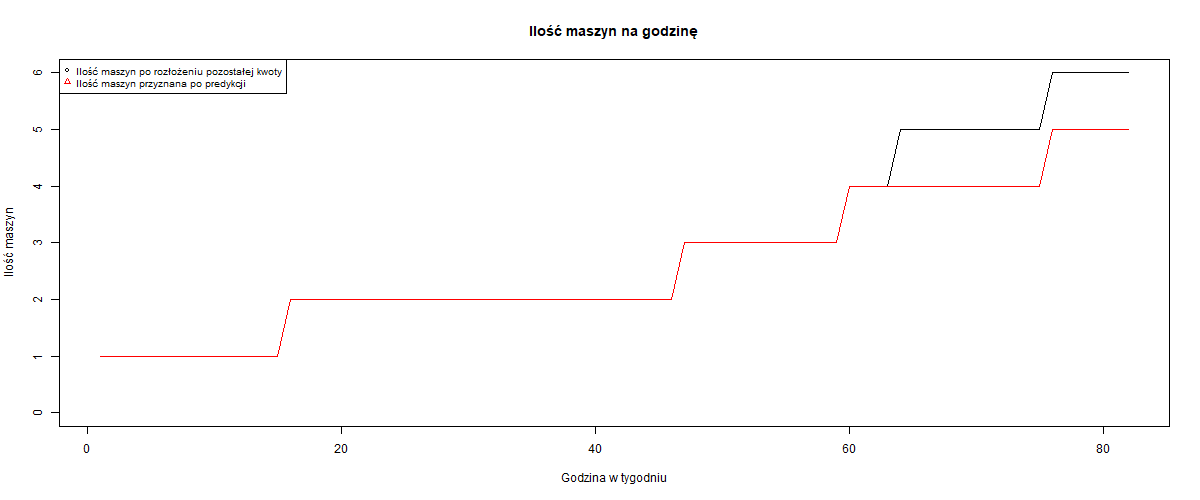 Ilość maszyn na godzinę
Ilość maszyn po rozłożeniu pozostałej kwoty
Ilość maszyn przyznana po predykcji
6
5
4
3
2
1
0
Ilość maszyn
0 20 40 60 80
Godzina w tygodniu